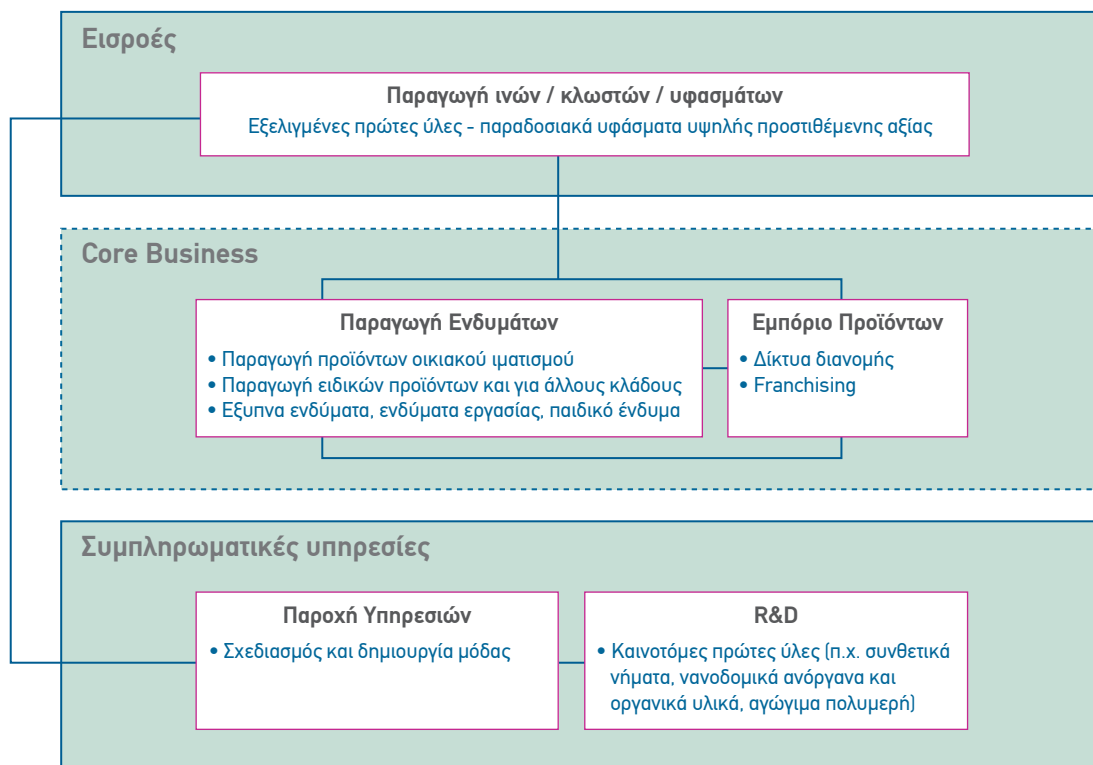 Εισροές
Παραγωγή ινών / κλωστών / υφασμάτων
Εξελιγμένες πρώτες ύλες - παραδοσιακά υφάσματα υψηλής προστιθέμενης αξίας
Core Business
Παραγωγή Ενδυμάτων
• Παραγωγή προϊόντων οικιακού ιματισμού
• Παραγωγή ειδικών προϊόντων και για άλλους κλάδους
• Εξυπνα ενδύματα, ενδύματα εργασίας, παιδικό ένδυμα
Εμπόριο Προϊόντων
• Δίκτυα διανομής
• Franchising
Συμπληρωματικές υπηρεσίες
Παροχή Υπηρεσιών
• Σχεδιασμός και δημιουργία μόδας
R&D
• Καινοτόμες πρώτες ύλες (π.χ. συνθετικά
νήματα, νανοδομικά ανόργανα και
οργανικά υλικά, αγώγιμα πολυμερή)